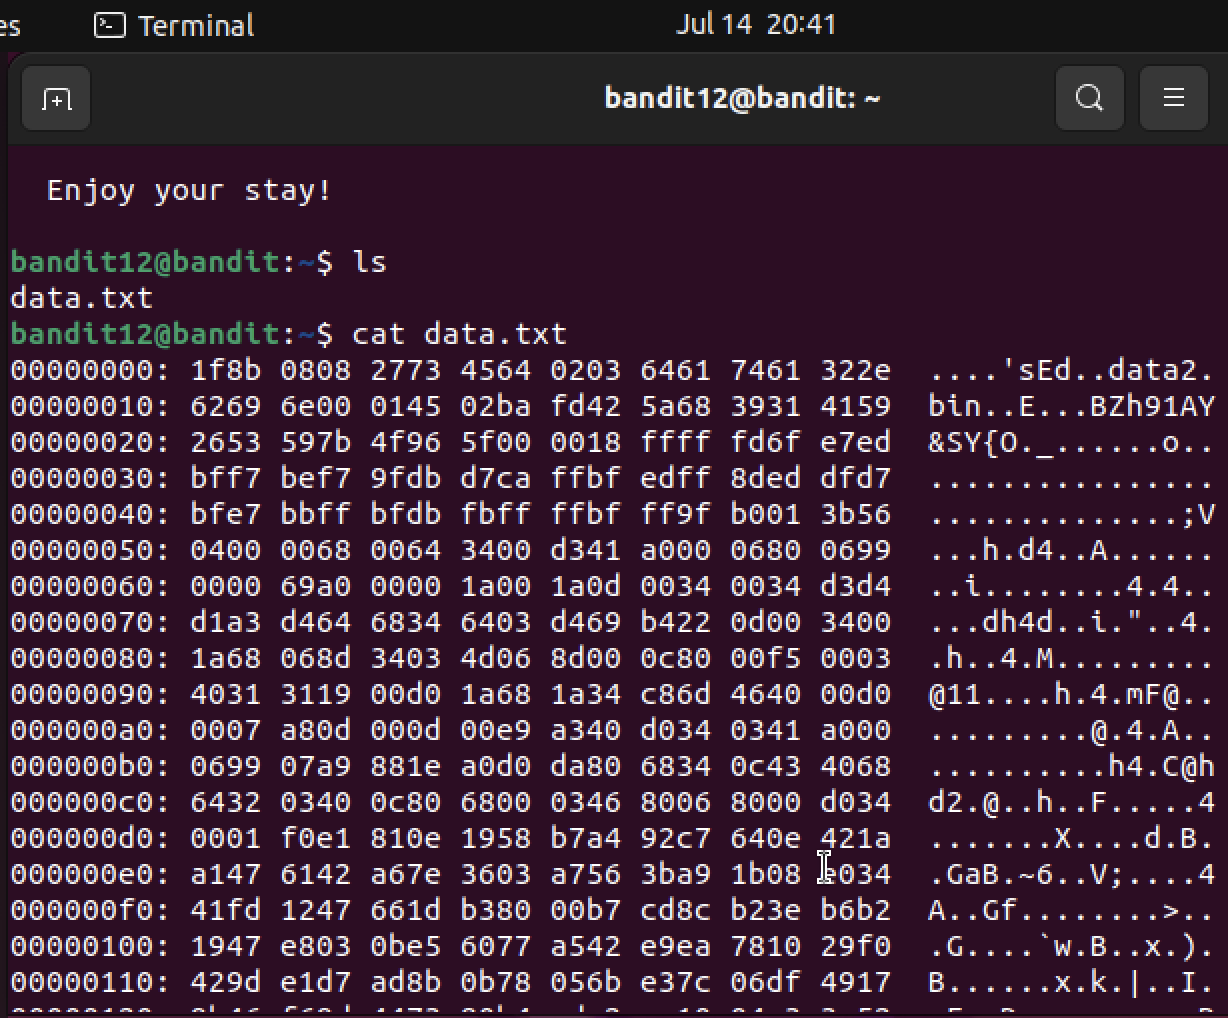 es Terminal Jul 14 20:41
bandit12@bandit: ~
Enjoy your stay!
bandit12@bandit:~$ ls
data.txt
bandit12@bandit:~$ cat data.txt
00000000: 1f8b 0808 2773 4564 0203 6461 7461 322e  ....'sEd..data2.
00000010: 6269 6e00 0145 02ba fd42 5a68 3931 4159  bin..E...BZh91AY
00000020: 2653 597b 4f96 5f00 0018 ffff fd6f e7ed  &SY{O._......o..
00000030: bff7 bef7 9fdb d7ca ffbf edff 8ded dfd7  ................
00000040: bfe7 bbff bfdb fbff ffbf ff9f b001 3b56  ..............;V
00000050: 0400 0068 0064 3400 d341 a000 0680 0699  ...h.d4..A......
00000060: 0000 69a0 0000 1a00 1a0d 0034 0034 d3d4  ..i........4.4..
00000070: d1a3 d464 6834 6403 d469 b422 0d00 3400  ...dh4d..i."..4.
00000080: 1a68 068d 3403 4d06 8d00 0c80 00f5 0003  .h..4.M.........
00000090: 4031 3119 00d0 1a68 1a34 c86d 4640 00d0  @11....h.4.mF@..
000000a0: 0007 a80d 000d 00e9 a340 d034 0341 a000  .........@.4.A..
000000b0: 0699 07a9 881e a0d0 da80 6834 0c43 4068  ..........h4.C@h
000000c0: 6432 0340 0c80 6800 0346 8006 8000 d034  d2.@..h..F.....4
000000d0: 0001 f0e1 810e 1958 b7a4 92c7 640e 421a  .......X....d.B.
000000e0: a147 6142 a67e 3603 a756 3ba9 1b08 e034  .GaB.~6..V;....4
000000f0: 41fd 1247 661d b380 00b7 cd8c b23e b6b2  A..Gf........>..
00000100: 1947 e803 0be5 6077 a542 e9ea 7810 29f0  .G....`w.B..x.).
00000110: 429d e1d7 ad8b 0b78 056b e37c 06df 4917  B......x.k.|..I.